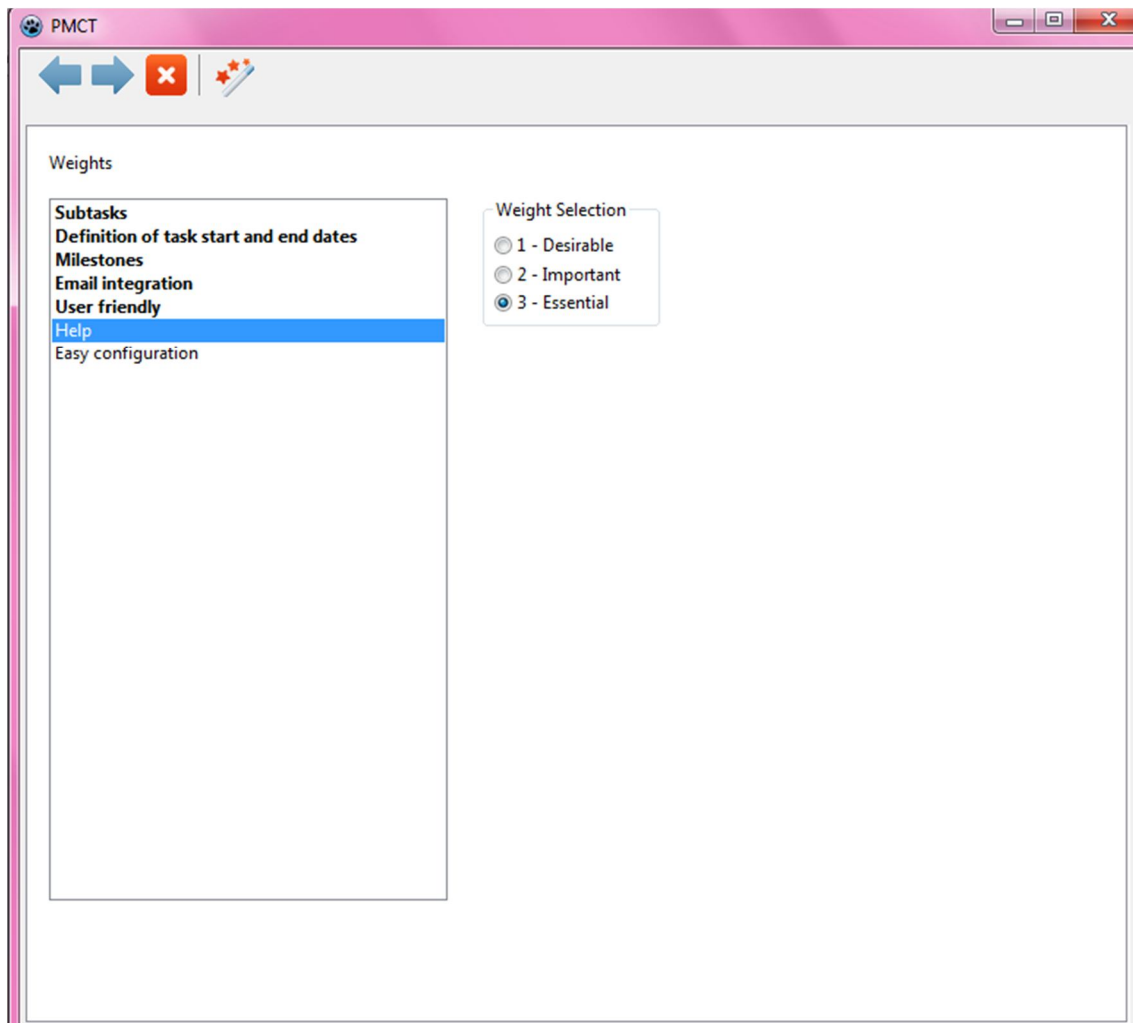 PMCT
Weights
Subtasks
Definition of task start and end dates
Milestones
Email integration
User friendly
Help
Easy configuration
Weight Selection
1 - Desirable
2 - Important
3 - Essential